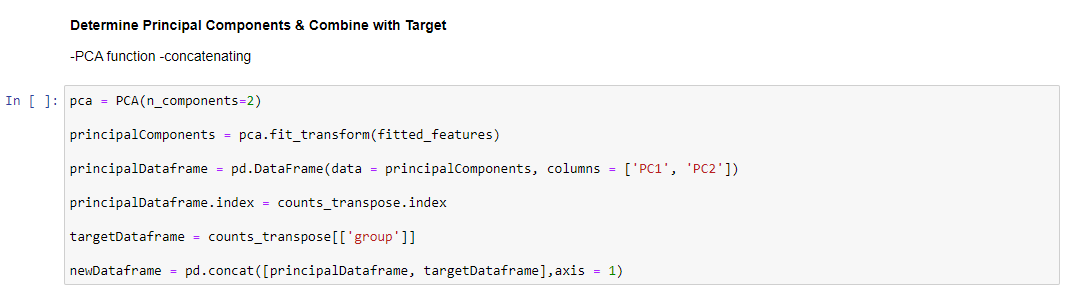 Determine Principal Components & Combine with Target
-PCA function -concatenating
In [ ]: pca = PCA(n_components=2)
principalComponents = pca.fit_transform(fitted_features)
principalDataframe = pd.DataFrame(data = principalComponents, columns = ['PC1', 'PC2'])
principalDataframe.index = counts_transpose.index
targetDataframe = counts_transpose[['group']]
newDataframe = pd.concat([principalDataframe, targetDataframe],axis = 1)